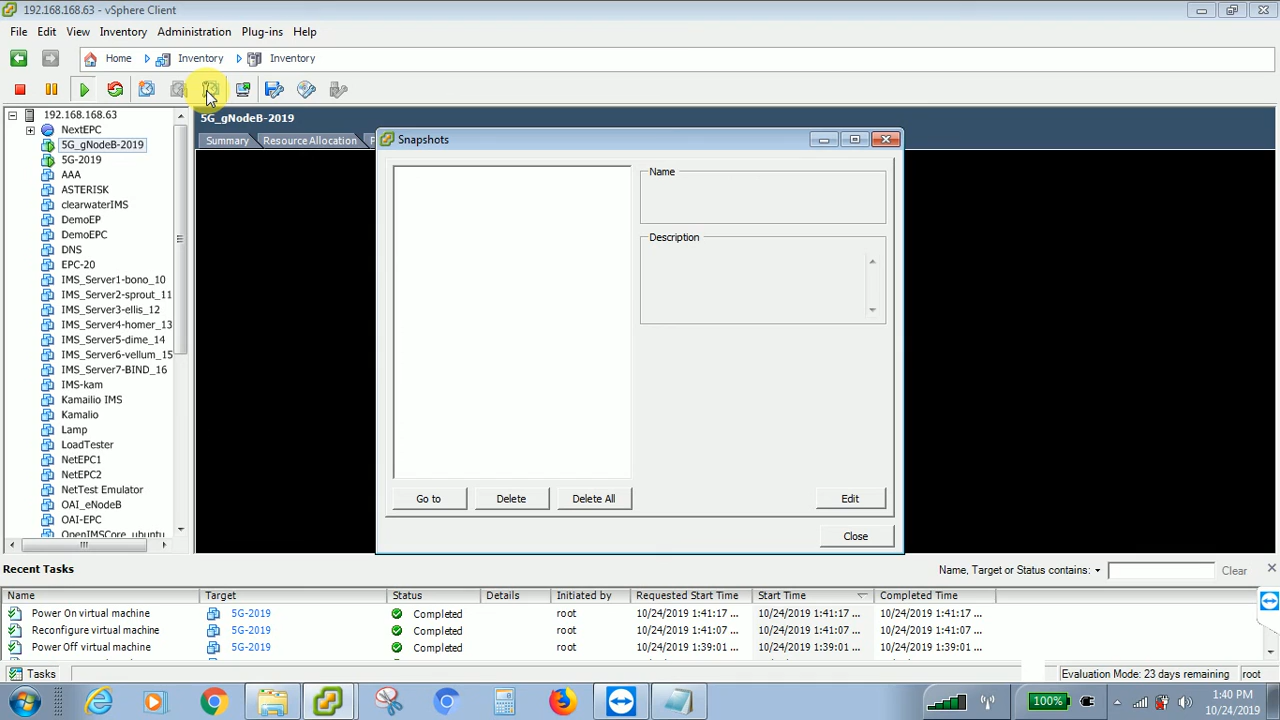 192.168.168.63 - vSphere Client
File Edit View Inventory Administration Plug-ins Help
Home Inventory Inventory
192.168.168.63
NextEPC
5G_gNodeB-2019
5G-2019
AAA
ASTERISK
clearwaterIMS
DemoEP
DemoEPC
DNS
EPC-20
IMS_Server1-bono_10
IMS_Server2-sprout_11
IMS_Server3-ellis_12
IMS_Server4-homer_13
IMS_Server5-dime_14
IMS_Server6-vellum_15
IMS_Server7-BIND_16
IMS-kam
Kamailio IMS
Kamalio
Lamp
LoadTester
NetEPC1
NetEPC2
NetTest Emulator
OAI_eNodeB
OAI-EPC
OpenIMSCore_ubuntu
5G_gNodeB-2019
Summary Resource Allocation
Snapshots
Name
Description
Go to Delete Delete All Edit
Close
Recent Tasks Name, Target or Status contains: Clear
Name Target Status Details Initiated by Requested Start Time Start Time Completed Time
Power On virtual machine 5G-2019 Completed root 10/24/2019 1:41:17 ... 10/24/2019 1:41:17 ... 10/24/2019 1:41:17 ...
Reconfigure virtual machine 5G-2019 Completed root 10/24/2019 1:41:07 ... 10/24/2019 1:41:07 ... 10/24/2019 1:41:07 ...
Power Off virtual machine 5G-2019 Completed root 10/24/2019 1:39:01 ... 10/24/2019 1:39:01 ... 10/24/2019 1:39:01 ...
Tasks Evaluation Mode: 23 days remaining root
100% 1:40 PM
10/24/2019